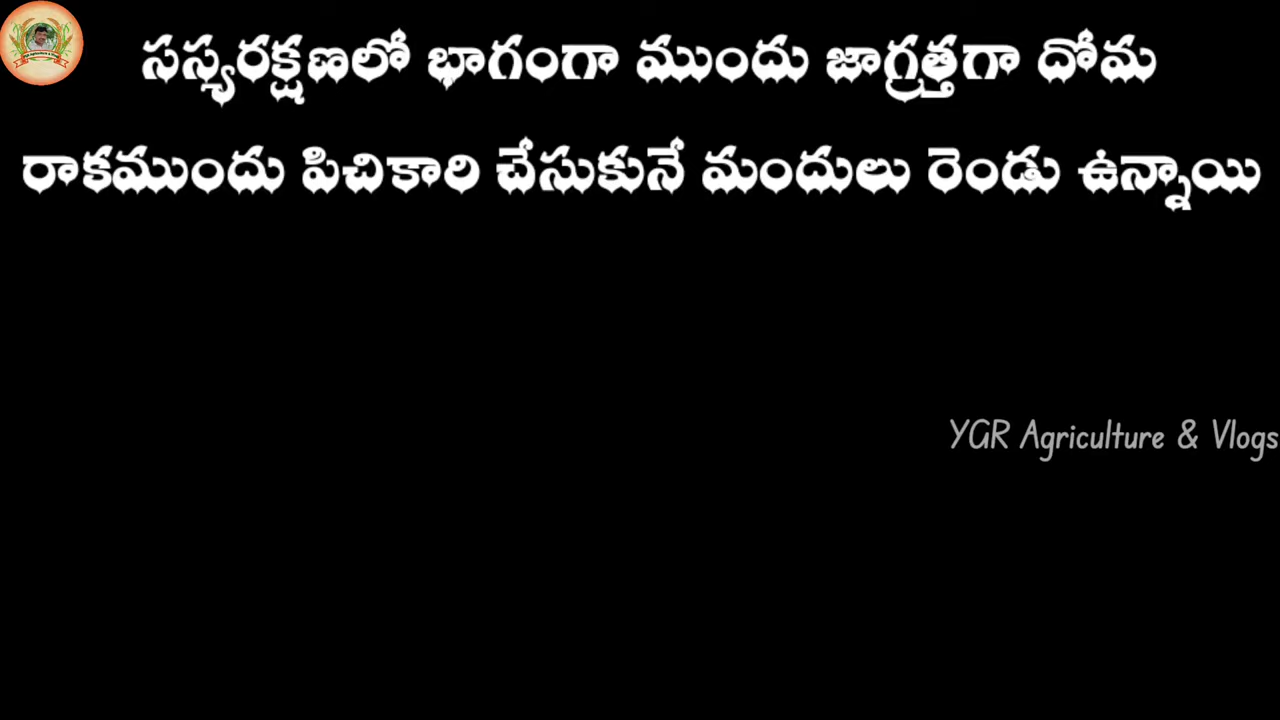 సస్యరక్షణలో భాగంగా ముందు జాగ్రత్తగా దోమ
రాకముందు పిచికారి చేసుకునే మందులు రెండు ఉన్నాయి
YGR Agriculture & Vlogs